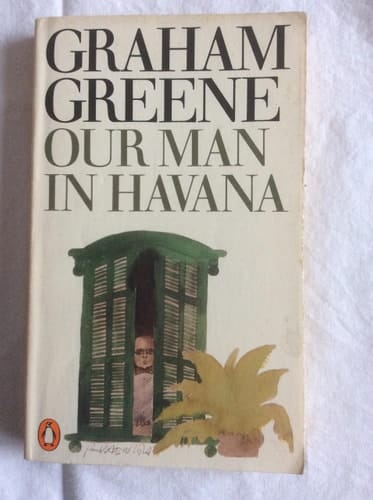 GRAHAM
GREENE
OUR MAN
IN HAVANA